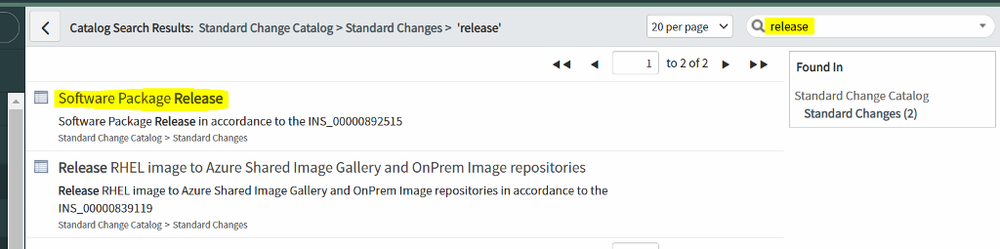 Catalog Search Results: Standard Change Catalog > Standard Changes > 'release'
20 per page
release
1 to 2 of 2
Found In
Standard Change Catalog
Standard Changes (2)
Software Package Release
Software Package Release in accordance to the INS_00000892515
Standard Change Catalog > Standard Changes
Release RHEL image to Azure Shared Image Gallery and OnPrem Image repositories
Release RHEL image to Azure Shared Image Gallery and OnPrem Image repositories in accordance to the
INS_00000839119
Standard Change Catalog > Standard Changes